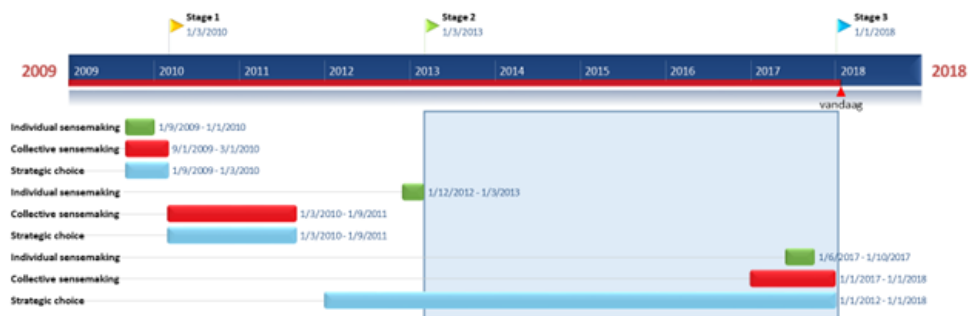 Stage 1
1/3/2010
Stage 2
1/3/2013
Stage 3
1/1/2018
2009 2009 2010 2011 2012 2013 2014 2015 2016 2017 2018 2018
vandaag
Individual sensemaking 1/9/2009 - 1/1/2010
Collective sensemaking 9/1/2009 - 3/1/2010
Strategic choice 1/9/2009 - 1/3/2010
Individual sensemaking 1/12/2012 - 1/3/2013
Collective sensemaking 1/3/2010 - 1/9/2011
Strategic choice 1/3/2010 - 1/9/2011
Individual sensemaking 1/6/2017 - 1/10/2017
Collective sensemaking 1/1/2017 - 1/1/2018
Strategic choice 1/1/2012 - 1/1/2018